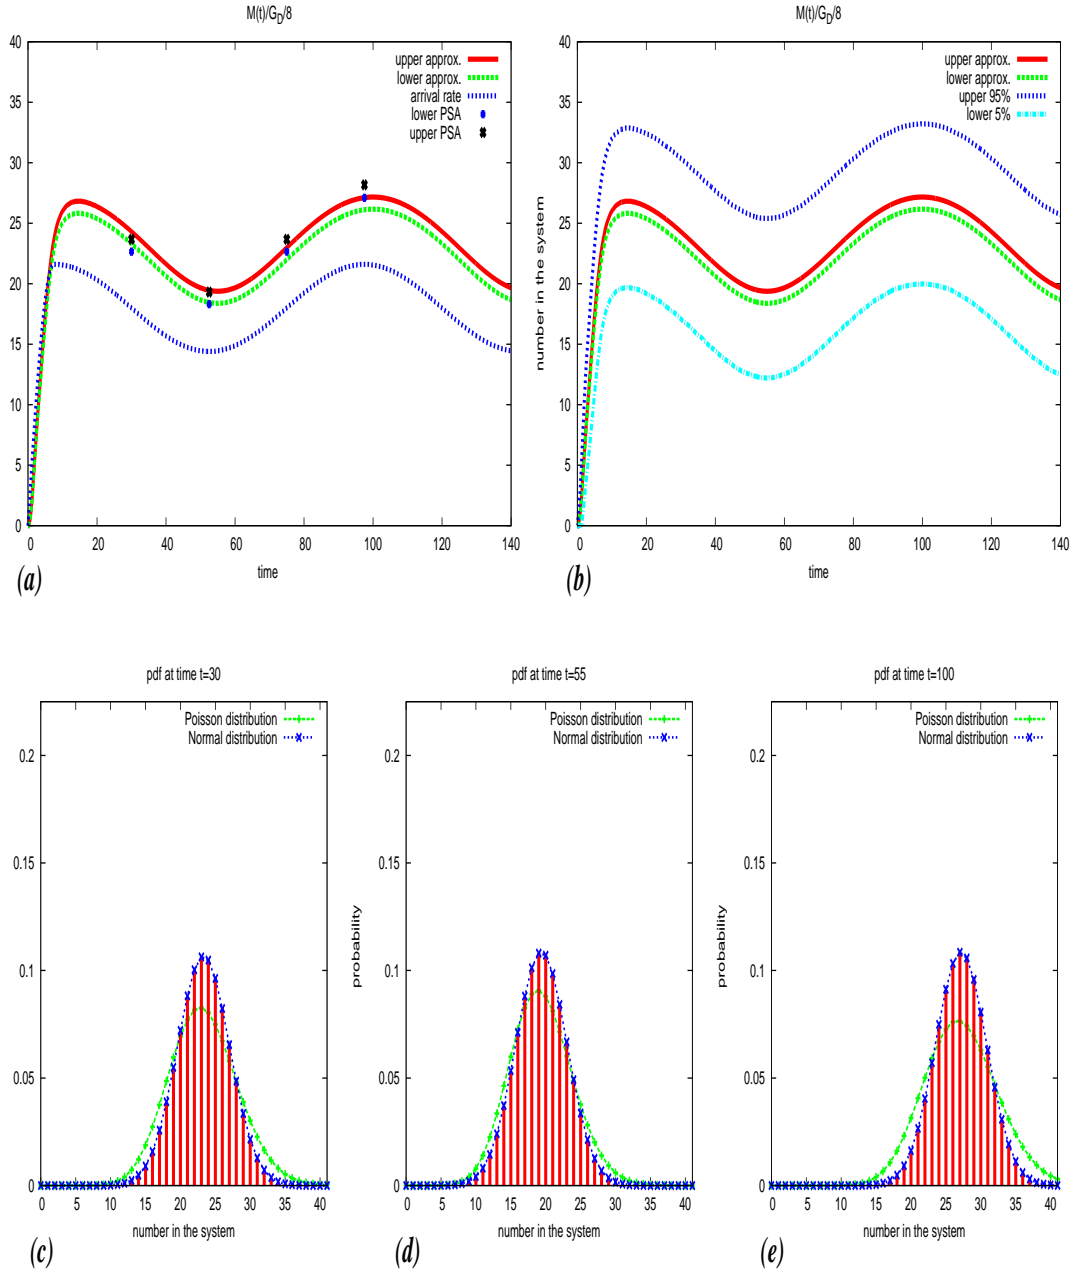 M(t)/G_D/8
40
35
30
25
20
15
10
5
0
upper approx.
lower approx.
arrival rate
lower PSA
upper PSA
0 20 40 60 80 100 120 140
time
(a)
M(t)/G_D/8
number in the system
40
35
30
25
20
15
10
5
0
upper approx.
lower approx.
upper 95%
lower 5%
0 20 40 60 80 100 120 140
time
(b)
pdf at time t=30
Poisson distribution
Normal distribution
0.2
0.15
0.1
0.05
0
0 5 10 15 20 25 30 35 40
number in the system
(c)
pdf at time t=55
probability
Poisson distribution
Normal distribution
0.2
0.15
0.1
0.05
0
0 5 10 15 20 25 30 35 40
number in the system
(d)
pdf at time t=100
probability
Poisson distribution
Normal distribution
0.2
0.15
0.1
0.05
0
0 5 10 15 20 25 30 35 40
number in the system
(e)